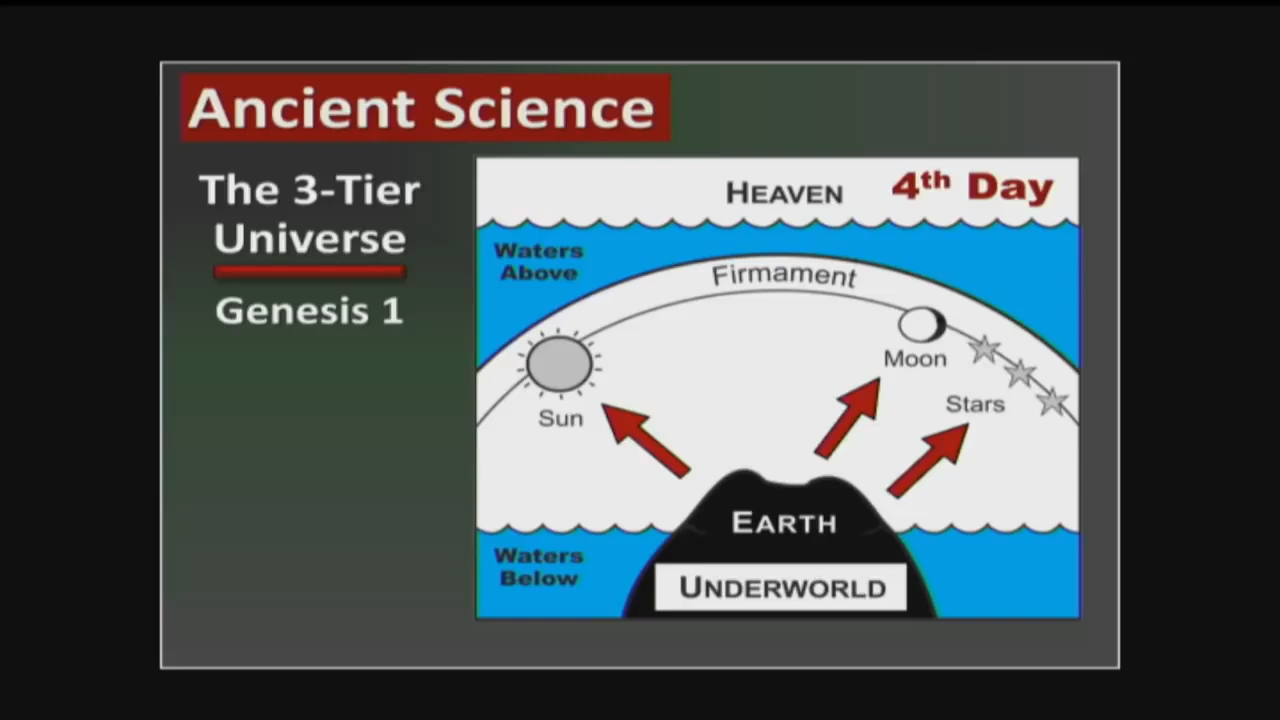 Ancient Science
The 3-Tier
Universe
Genesis 1
HEAVEN
4th Day
Waters
Above
Firmament
Moon
Sun
Stars
EARTH
Waters
Below
UNDERWORLD